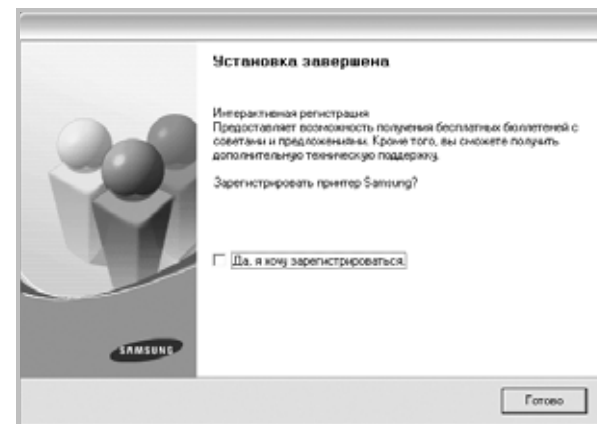 Установка завершена
Интерактивная регистрация
Предоставляет возможность получения бесплатных бюллетеней с
советами и предложениями. Кроме того, вы сможете получить
дополнительную техническую поддержку.
Зарегистрировать принтер Samsung?
Да, я хочу зарегистрироваться.
SAMSUNG
Готово